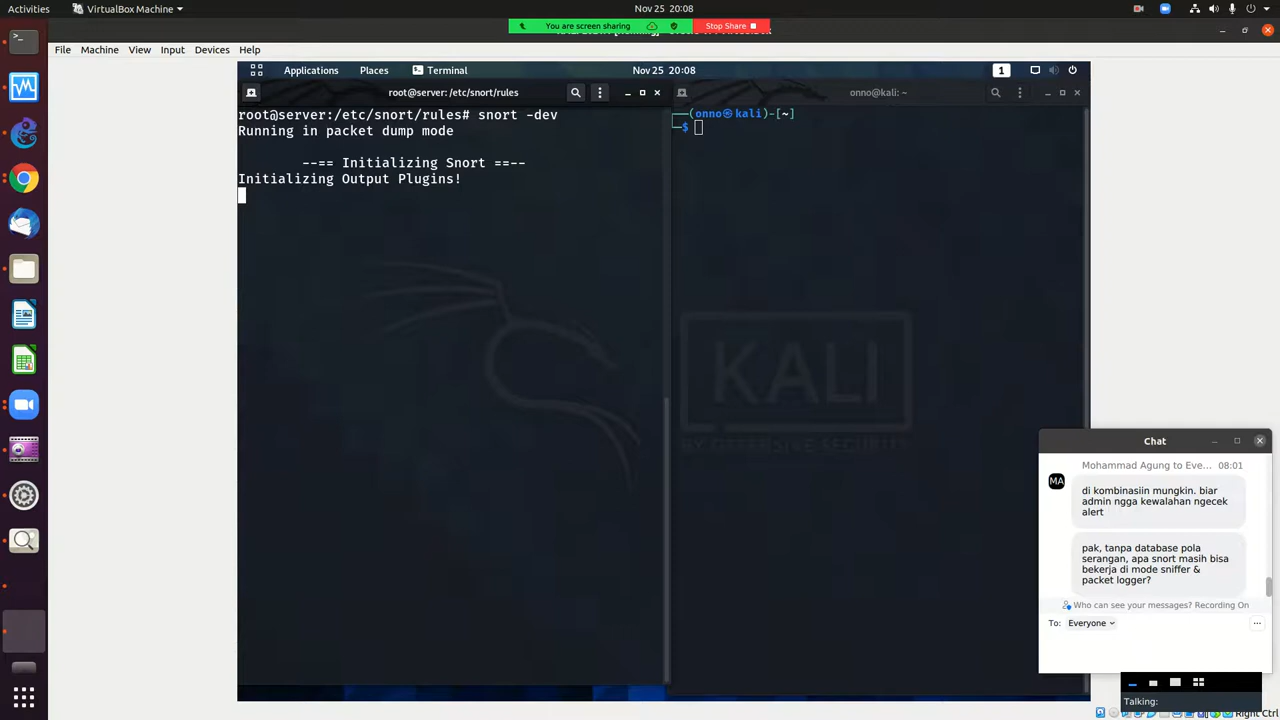 Activities
VirtualBox Machine
Nov 25 20:08
You are screen sharing
Stop Share
File Machine View Input Devices Help
Applications Places Terminal
Nov 25 20:08
1
root@server: /etc/snort/rules
onno@kali: ~
root@server:/etc/snort/rules# snort -dev
Running in packet dump mode
--== Initializing Snort ==--
Initializing Output Plugins!
(onno㉿kali)-[~]
$
KALI
BY OFFENSIVE SECURITY
Chat
Mohammad Agung to Eve... 08:01
MA
di kombinasiin mungkin. biar
admin ngga kewalahan ngecek
alert
pak, tanpa database pola
serangan, apa snort masih bisa
bekerja di mode sniffer &
packet logger?
Who can see your messages? Recording On
To: Everyone
Talking:
Right Ctrl